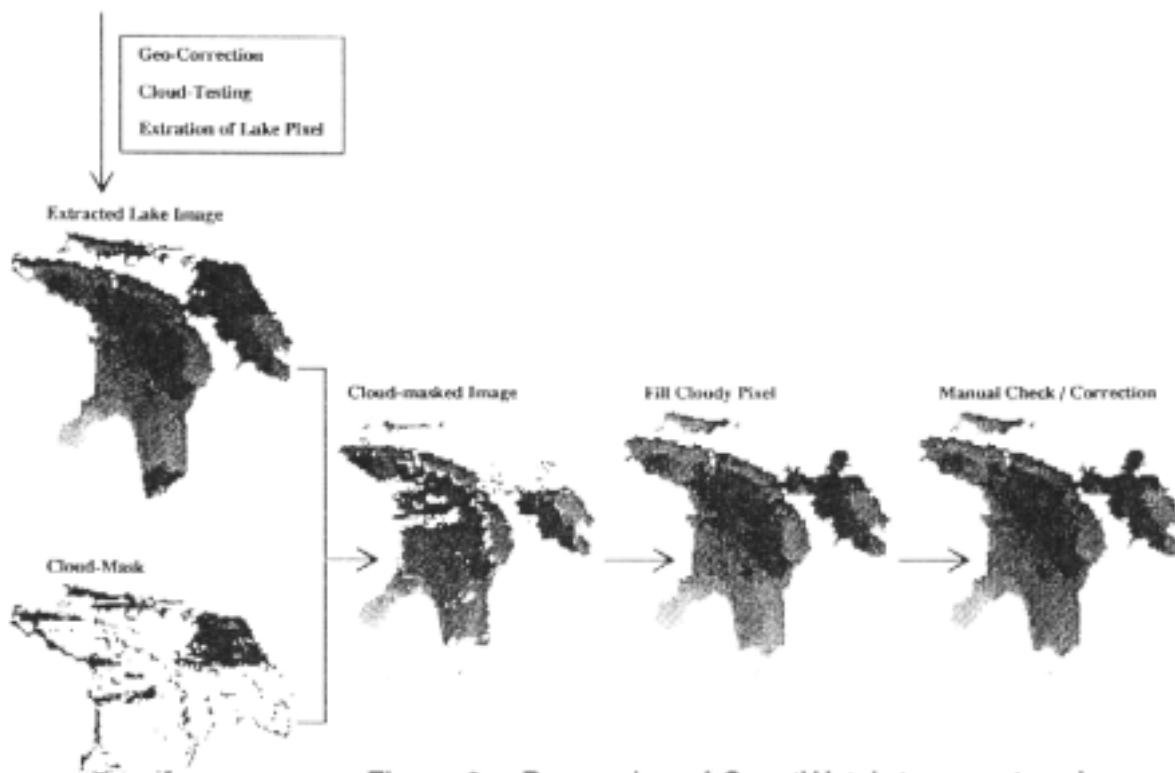 Geo-Correction
Cloud-Testing
Extration of Lake Pixel
Extracted Lake Image
Cloud-masked Image
Fill Cloudy Pixel
Manual Check / Correction
Cloud-Mask